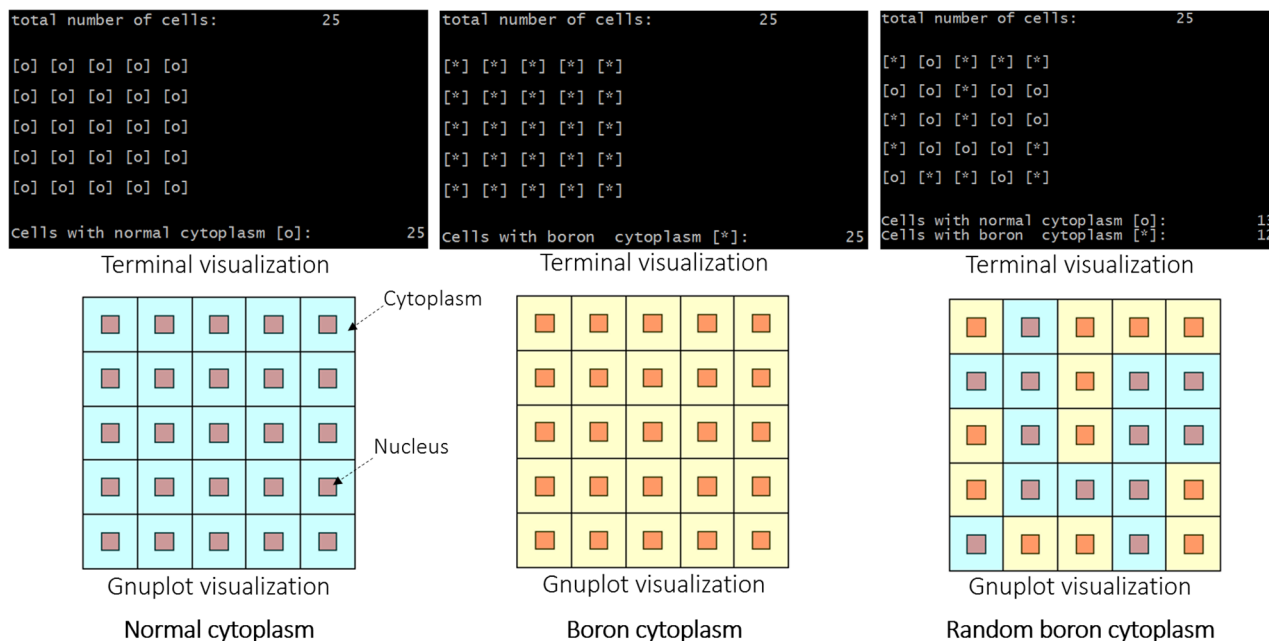 total number of cells: 25
[o] [o] [o] [o] [o]
[o] [o] [o] [o] [o]
[o] [o] [o] [o] [o]
[o] [o] [o] [o] [o]
[o] [o] [o] [o] [o]
Cells with normal cytoplasm [o]: 25
Terminal visualization
total number of cells: 25
[*] [*] [*] [*] [*]
[*] [*] [*] [*] [*]
[*] [*] [*] [*] [*]
[*] [*] [*] [*] [*]
[*] [*] [*] [*] [*]
Cells with boron  cytoplasm [*]: 25
Terminal visualization
total number of cells: 25
[*] [o] [*] [*] [*]
[o] [o] [*] [o] [o]
[*] [o] [*] [o] [o]
[*] [o] [o] [o] [*]
[o] [*] [*] [o] [*]
Cells with normal cytoplasm [o]: 13
Cells with boron  cytoplasm [*]: 12
Terminal visualization
Cytoplasm
Nucleus
Gnuplot visualization
Normal cytoplasm
Gnuplot visualization
Boron cytoplasm
Gnuplot visualization
Random boron cytoplasm